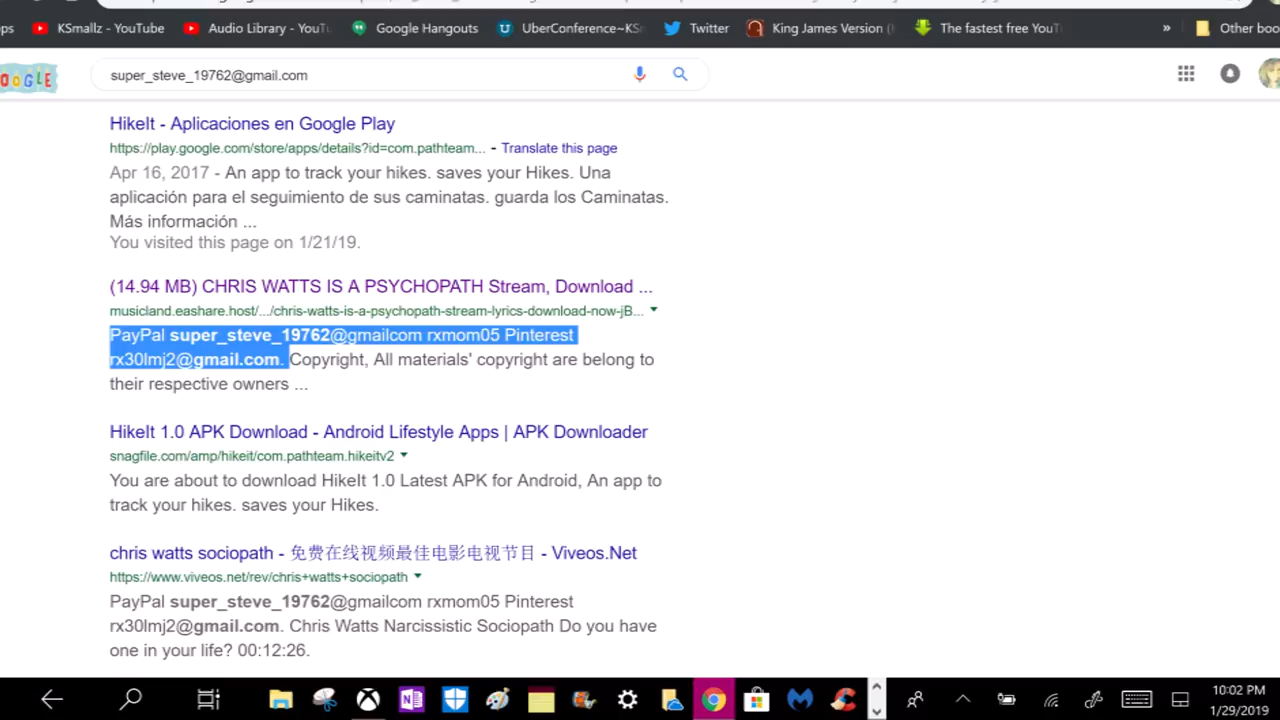 ps KSmallz - YouTube Audio Library - YouTu Google Hangouts UberConference~KS Twitter King James Version ( The fastest free YouT » Other boo
OOGLE super_steve_19762@gmail.com
HikeIt - Aplicaciones en Google Play
https://play.google.com/store/apps/details?id=com.pathteam... - Translate this page
Apr 16, 2017 - An app to track your hikes. saves your Hikes. Una
aplicación para el seguimiento de sus caminatas. guarda los Caminatas.
Más información ...
You visited this page on 1/21/19.
(14.94 MB) CHRIS WATTS IS A PSYCHOPATH Stream, Download ...
musicland.eashare.host/.../chris-watts-is-a-psychopath-stream-lyrics-download-now-jB...
PayPal super_steve_19762@gmailcom rxmom05 Pinterest
rx30lmj2@gmail.com. Copyright, All materials' copyright are belong to
their respective owners ...
HikeIt 1.0 APK Download - Android Lifestyle Apps | APK Downloader
snagfile.com/amp/hikeit/com.pathteam.hikeitv2
You are about to download HikeIt 1.0 Latest APK for Android, An app to
track your hikes. saves your Hikes.
chris watts sociopath - 免费在线视频最佳电影电视节目 - Viveos.Net
https://www.viveos.net/rev/chris+watts+sociopath
PayPal super_steve_19762@gmailcom rxmom05 Pinterest
rx30lmj2@gmail.com. Chris Watts Narcissistic Sociopath Do you have
one in your life? 00:12:26.
10:02 PM
1/29/2019